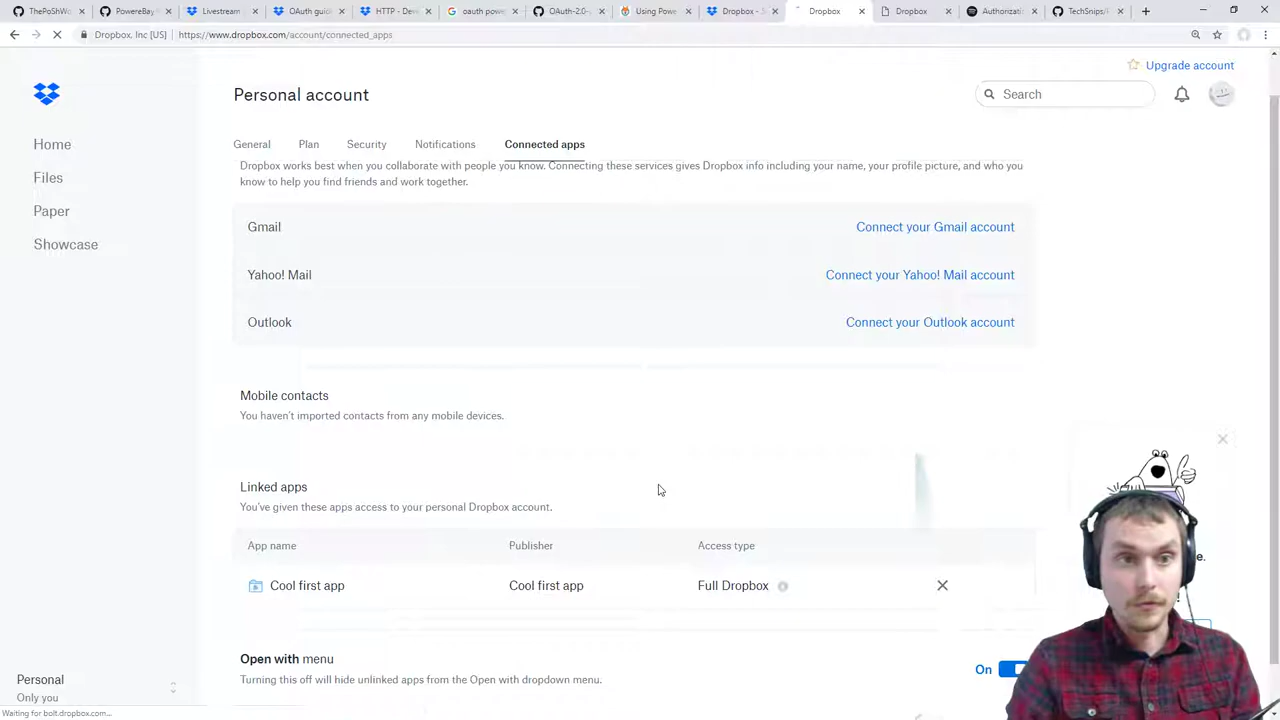 ThePoShWo
PowereBay
Livestream
OAuth guid
HTTP - Dev
oauth power
OAuth-2.0-
Using Powe
Dropbox - S
Dropbox
Dropbox
Authorizati
TechSnips/
Dropbox, Inc [US] https://www.dropbox.com/account/connected_apps
Upgrade account
Personal account
Search
Home
Files
Paper
Showcase
General Plan Security Notifications Connected apps
Dropbox works best when you collaborate with people you know. Connecting these services gives Dropbox info including your name, your profile picture, and who you
know to help you find friends and work together.
Gmail Connect your Gmail account
Yahoo! Mail Connect your Yahoo! Mail account
Outlook Connect your Outlook account
Mobile contacts
You haven't imported contacts from any mobile devices.
Linked apps
You've given these apps access to your personal Dropbox account.
App name Publisher Access type
Cool first app Cool first app Full Dropbox
Open with menu
Turning this off will hide unlinked apps from the Open with dropdown menu.
On
Personal
Only you
Waiting for bolt.dropbox.com...